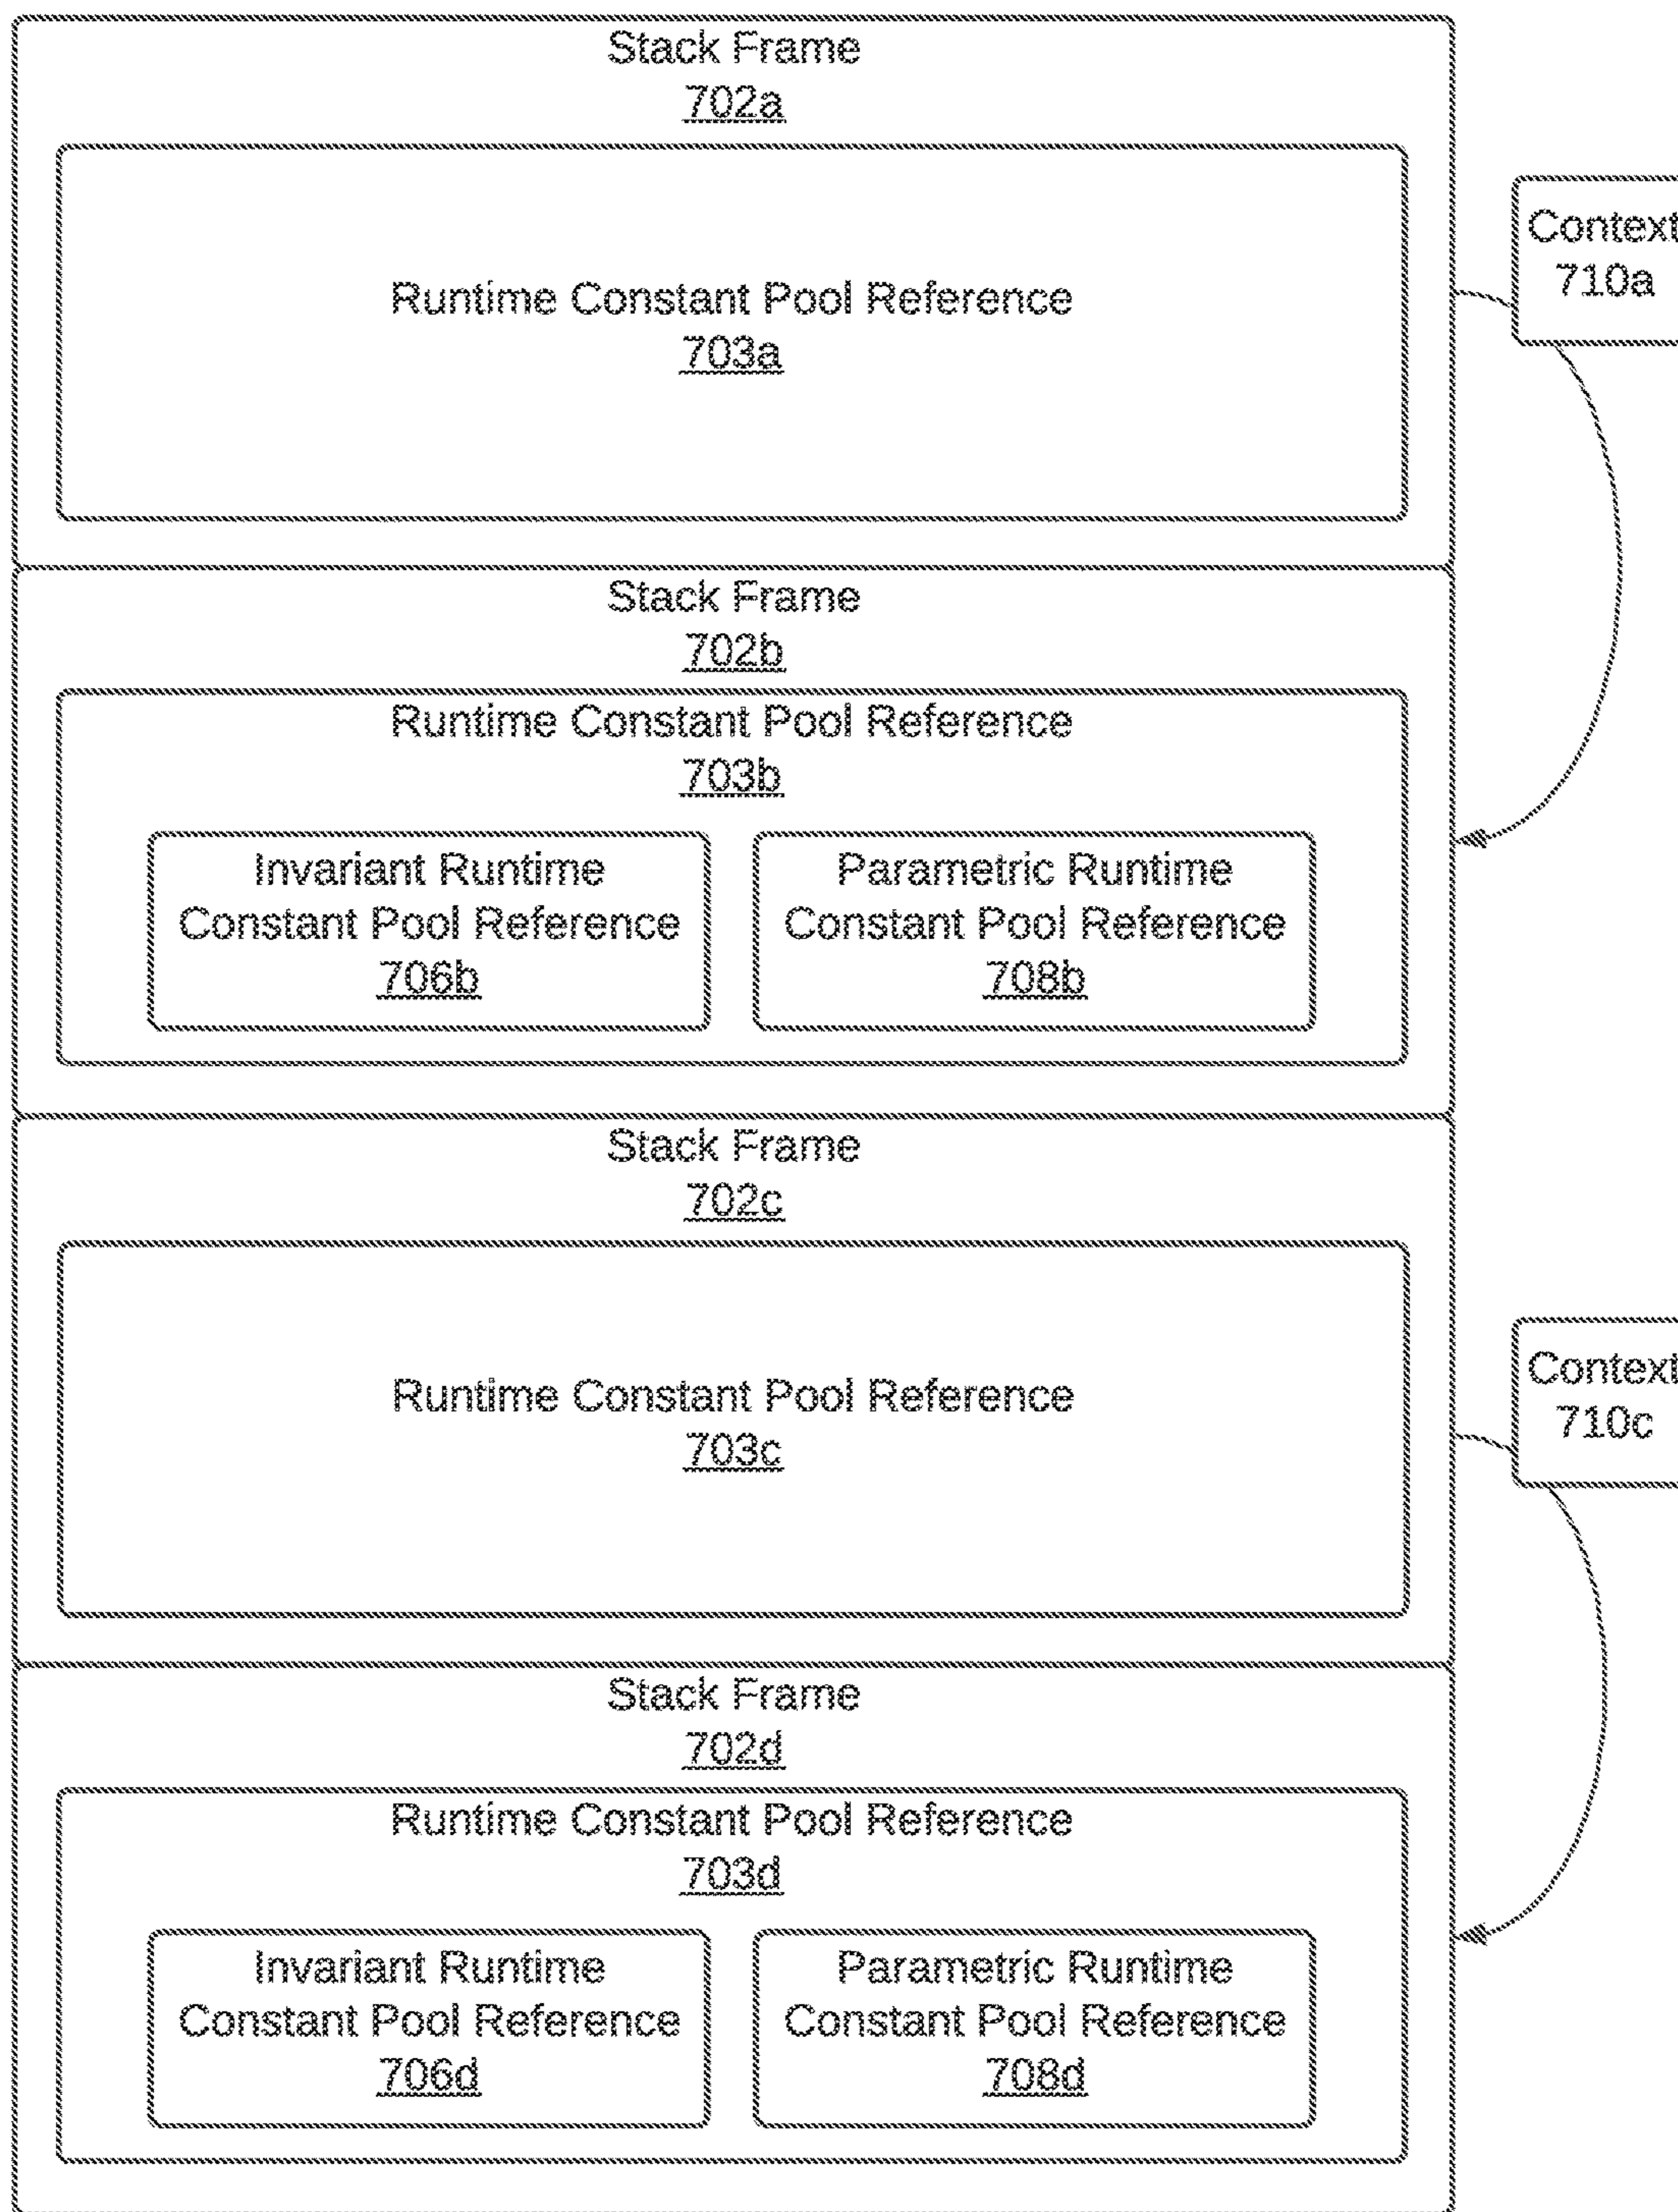 Stack Frame
702a
Runtime Constant Pool Reference
703a
Context
710a
Stack Frame
702b
Runtime Constant Pool Reference
703b
Invariant Runtime
Constant Pool Reference
706b
Parametric Runtime
Constant Pool Reference
708b
Stack Frame
702c
Runtime Constant Pool Reference
703c
Context
710c
Stack Frame
702d
Runtime Constant Pool Reference
703d
Invariant Runtime
Constant Pool Reference
706d
Parametric Runtime
Constant Pool Reference
708d